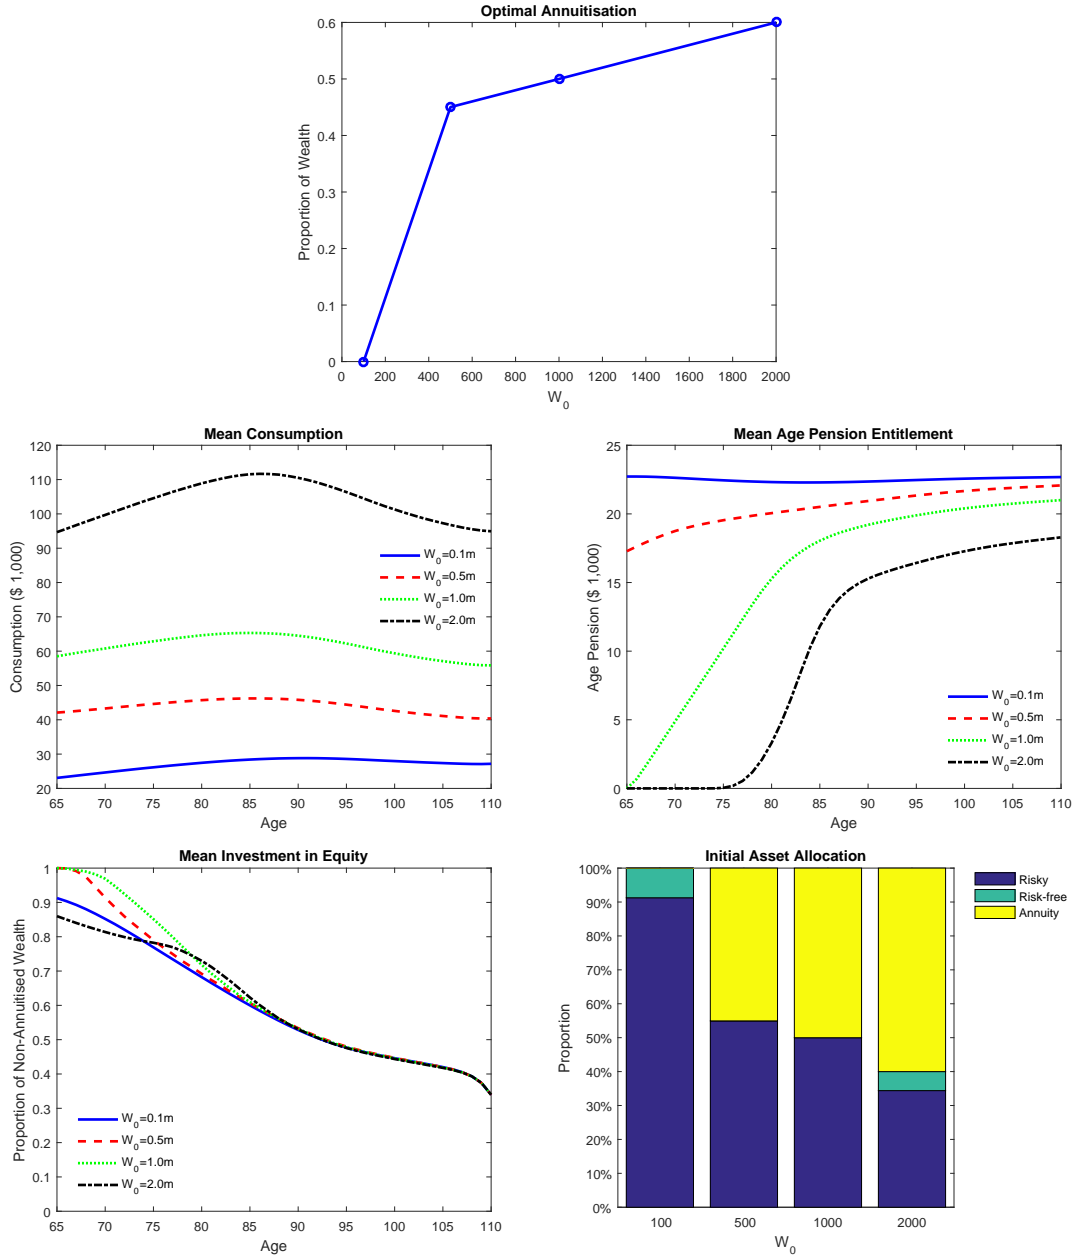 Optimal Annuitisation
Proportion of Wealth
0.6
0.5
0.4
0.3
0.2
0.1
0
0 200 400 600 800 1000 1200 1400 1600 1800 2000
W0
Mean Consumption
Consumption ($ 1,000)
120
110
100
90
80
70
60
50
40
30
20
W0=0.1m
W0=0.5m
W0=1.0m
W0=2.0m
65 70 75 80 85 90 95 100 105 110
Age
Mean Age Pension Entitlement
Age Pension ($ 1,000)
25
20
15
10
5
0
W0=0.1m
W0=0.5m
W0=1.0m
W0=2.0m
65 70 75 80 85 90 95 100 105 110
Age
Mean Investment in Equity
Proportion of Non-Annuitised Wealth
1
0.9
0.8
0.7
0.6
0.5
0.4
0.3
0.2
0.1
0
W0=0.1m
W0=0.5m
W0=1.0m
W0=2.0m
65 70 75 80 85 90 95 100 105 110
Age
Initial Asset Allocation
Proportion
100%
90%
80%
70%
60%
50%
40%
30%
20%
10%
0%
Risky
Risk-free
Annuity
100 500 1000 2000
W0